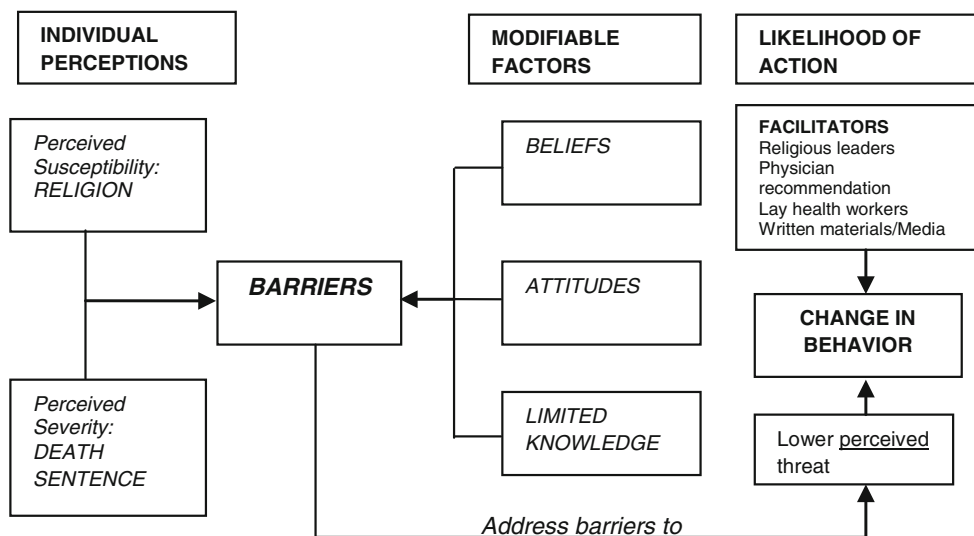 INDIVIDUAL
PERCEPTIONS
MODIFIABLE
FACTORS
LIKELIHOOD OF
ACTION
Perceived
Susceptibility:
RELIGION
BELIEFS
FACILITATORS
Religious leaders
Physician
recommendation
Lay health workers
Written materials/Media
BARRIERS
ATTITUDES
CHANGE IN
BEHAVIOR
Perceived
Severity:
DEATH
SENTENCE
LIMITED
KNOWLEDGE
Lower perceived
threat
Address barriers to